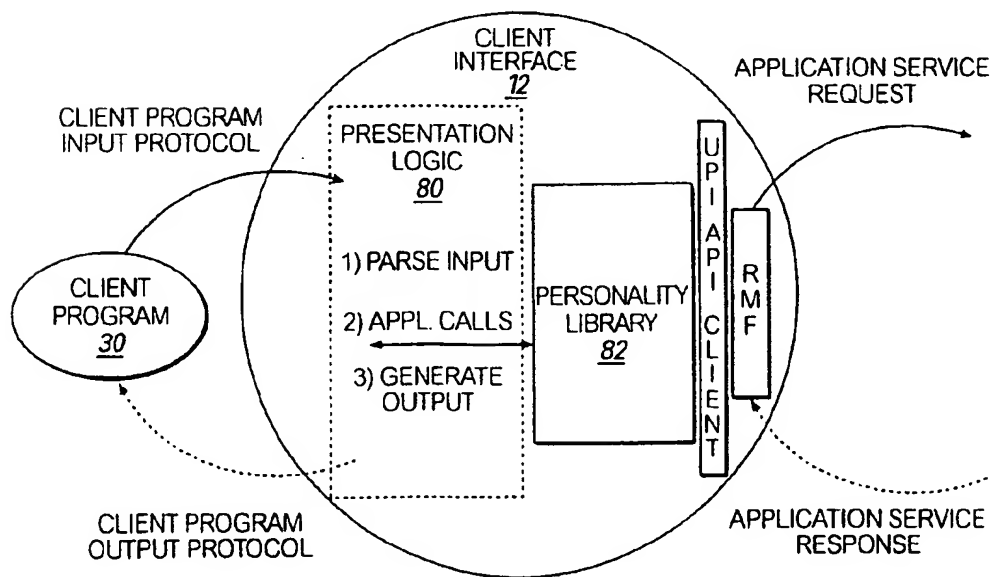 CLIENT
INTERFACE
12
APPLICATION SERVICE
REQUEST
CLIENT PROGRAM
INPUT PROTOCOL
PRESENTATION
LOGIC
80
1) PARSE INPUT
2) APPL. CALLS
3) GENERATE
OUTPUT
CLIENT
PROGRAM
30
PERSONALITY
LIBRARY
82
UPI API CLIENT
RMF
CLIENT PROGRAM
OUTPUT PROTOCOL
APPLICATION SERVICE
RESPONSE